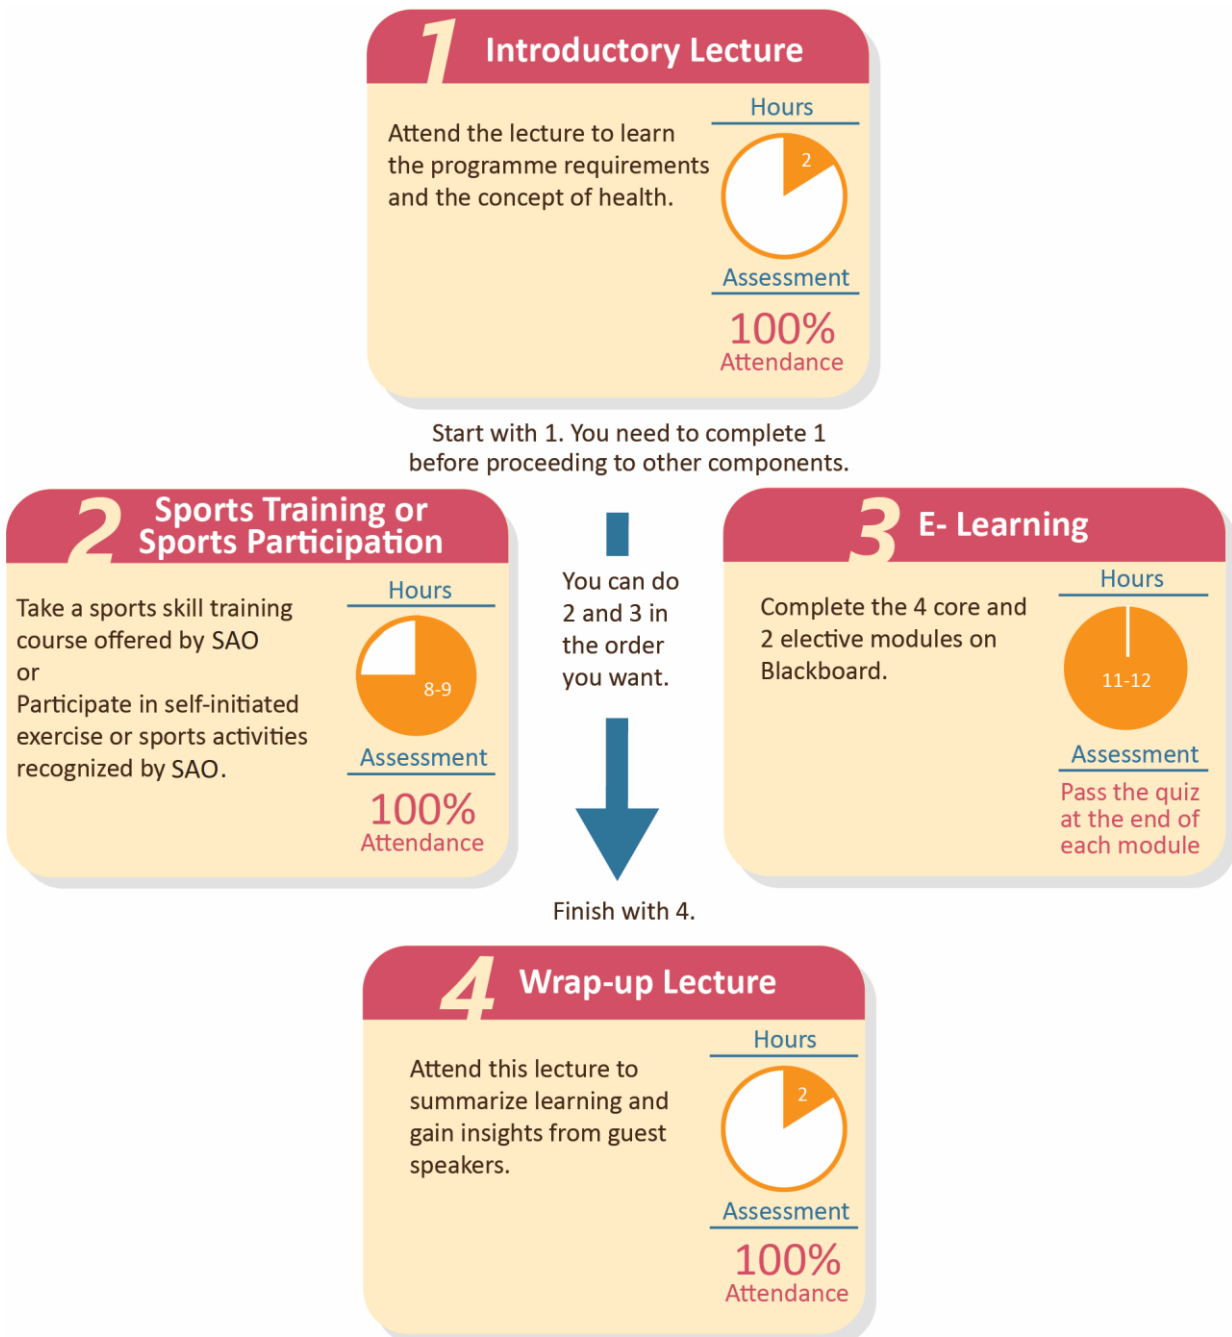 1 Introductory Lecture
Attend the lecture to learn
the programme requirements
and the concept of health.
Hours
2
Assessment
100%
Attendance
Start with 1. You need to complete 1
before proceeding to other components.
2 Sports Training or
Sports Participation
Take a sports skill training
course offered by SAO
or
Participate in self-initiated
exercise or sports activities
recognized by SAO.
Hours
8-9
Assessment
100%
Attendance
You can do
2 and 3 in
the order
you want.
3 E- Learning
Complete the 4 core and
2 elective modules on
Blackboard.
Hours
11-12
Assessment
Pass the quiz
at the end of
each module
Finish with 4.
4 Wrap-up Lecture
Attend this lecture to
summarize learning and
gain insights from guest
speakers.
Hours
2
Assessment
100%
Attendance